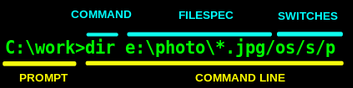 COMMAND FILESPEC SWITCHES
C:\work>dir e:\photo\*.jpg/os/s/p
PROMPT COMMAND LINE